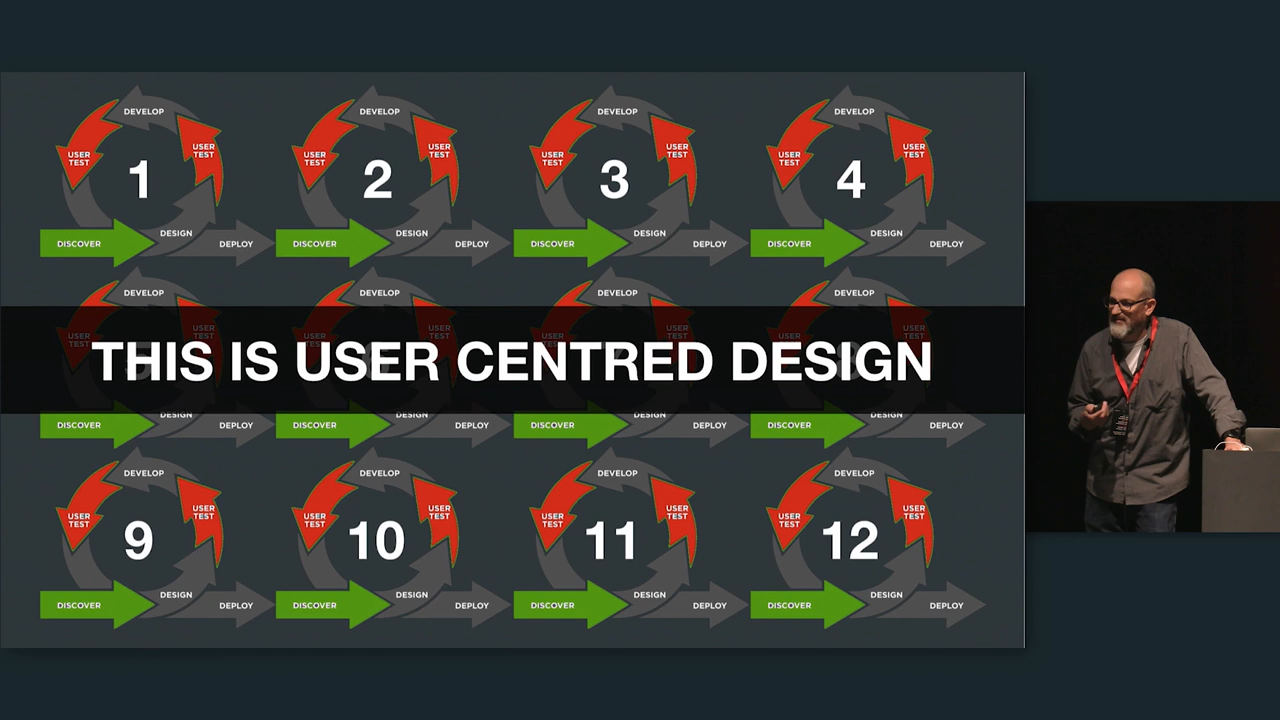 DEVELOP
USER
TEST
USER
TEST
1
DESIGN
DISCOVER
DEPLOY
DEVELOP
USER
TEST
USER
TEST
2
DESIGN
DISCOVER
DEPLOY
DEVELOP
USER
TEST
USER
TEST
3
DESIGN
DISCOVER
DEPLOY
DEVELOP
USER
TEST
USER
TEST
4
DESIGN
DISCOVER
DEPLOY
DEVELOP
DEVELOP
DEVELOP
DEVELOP
THIS IS USER CENTRED DESIGN
DESIGN
DISCOVER
DEPLOY
DESIGN
DISCOVER
DEPLOY
DESIGN
DISCOVER
DEPLOY
DESIGN
DISCOVER
DEPLOY
DEVELOP
USER
TEST
USER
TEST
9
DESIGN
DISCOVER
DEPLOY
DEVELOP
USER
TEST
USER
TEST
10
DESIGN
DISCOVER
DEPLOY
DEVELOP
USER
TEST
USER
TEST
11
DESIGN
DISCOVER
DEPLOY
DEVELOP
USER
TEST
USER
TEST
12
DESIGN
DISCOVER
DEPLOY